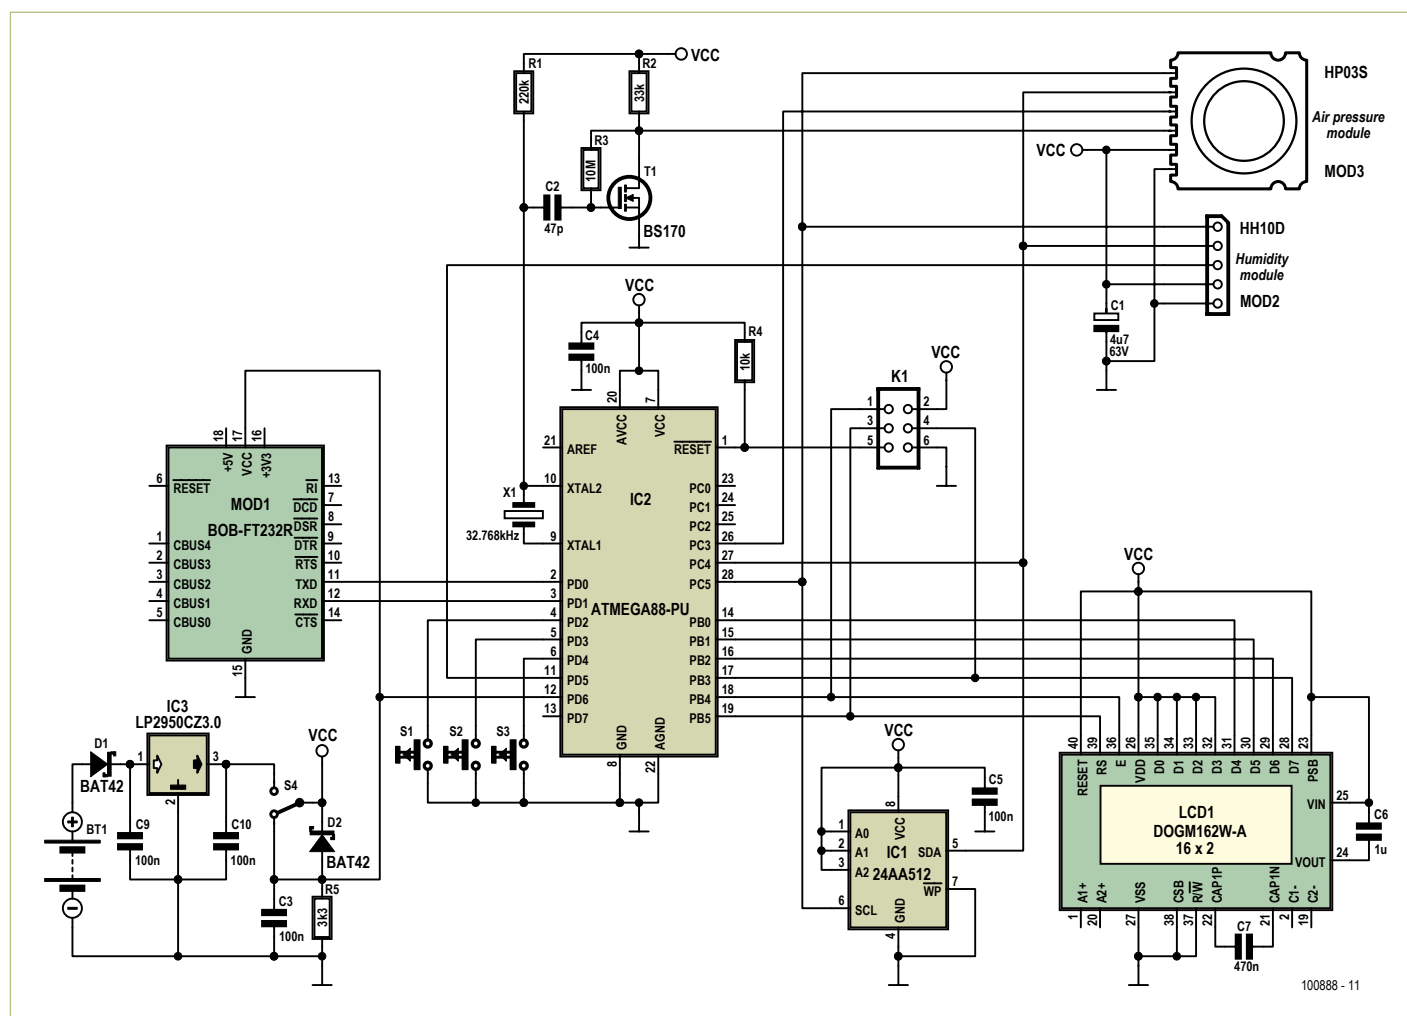 R1
220k
R2
33k
VCC
R3
10M
C2
47p
T1
BS170
HP03S
Air pressure
module
VCC
MOD3
HH10D
Humidity
module
MOD2
C1
4u7
63V
VCC
C4
100n
R4
10k
VCC
K1
1
2
3
4
5
6
18
17
16
+5V
VCC
+3V3
6
RESET
MOD1
BOB-FT232R
RI
13
DCD
7
DSR
8
DTR
9
RTS
10
TXD
11
RXD
12
CTS
14
1
CBUS4
2
CBUS3
3
CBUS2
4
CBUS1
5
CBUS0
GND
15
X1
32.768kHz
20
7
AVCC
VCC
21
AREF
RESET
1
10
XTAL2
IC2
9
XTAL1
PC0
23
PC1
24
PC2
25
PC3
26
PC4
27
PC5
28
2
PD0
3
PD1
ATMEGA88-PU
4
PD2
5
PD3
6
PD4
11
PD5
12
PD6
13
PD7
PB0
14
PB1
15
PB2
16
PB3
17
PB4
18
PB5
19
GND
AGND
8
22
S1
S2
S3
IC3
LP2950CZ3.0
D1
BAT42
1
3
2
S4
VCC
D2
BAT42
BT1
C9
100n
C10
100n
C3
100n
R5
3k3
VCC
C5
100n
8
VCC
1
A0
2
A1
3
A2
IC1
24AA512
SDA
5
WP
7
6
SCL
GND
4
VCC
40
39
36
26
35
34
33
32
31
30
29
28
23
RESET
RS
E
VDD
D0
D1
D2
D3
D4
D5
D6
D7
PSB
LCD1
DOGM162W-A
16 x 2
VIN
25
VOUT
24
C6
1u
A1+
A2+
VSS
CSB
R/W
CAP1P
CAP1N
C1-
C2-
1
20
27
38
37
22
21
2
19
C7
470n
100888 - 11